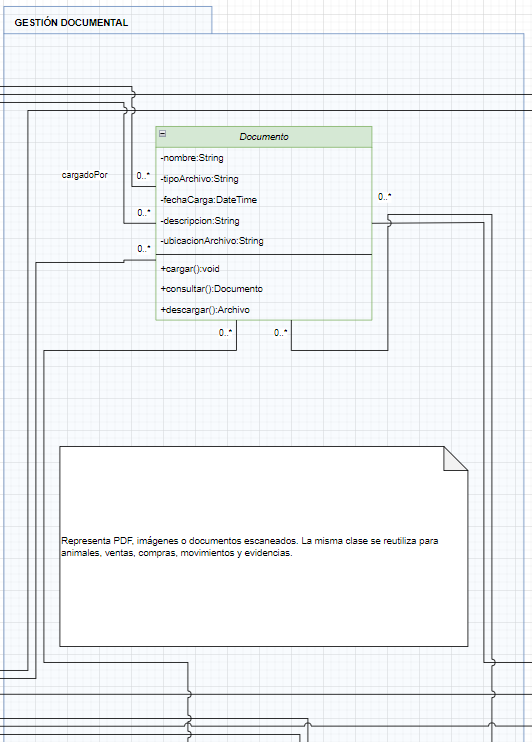 GESTIÓN DOCUMENTAL
Documento
-nombre:String
cargadoPor
0..*
-tipoArchivo:String
0..*
-fechaCarga:DateTime
0..*
-descripcion:String
0..*
-ubicacionArchivo:String
+cargar():void
+consultar():Documento
+descargar():Archivo
0..*
0..*
Representa PDF, imágenes o documentos escaneados. La misma clase se reutiliza para
animales, ventas, compras, movimientos y evidencias.